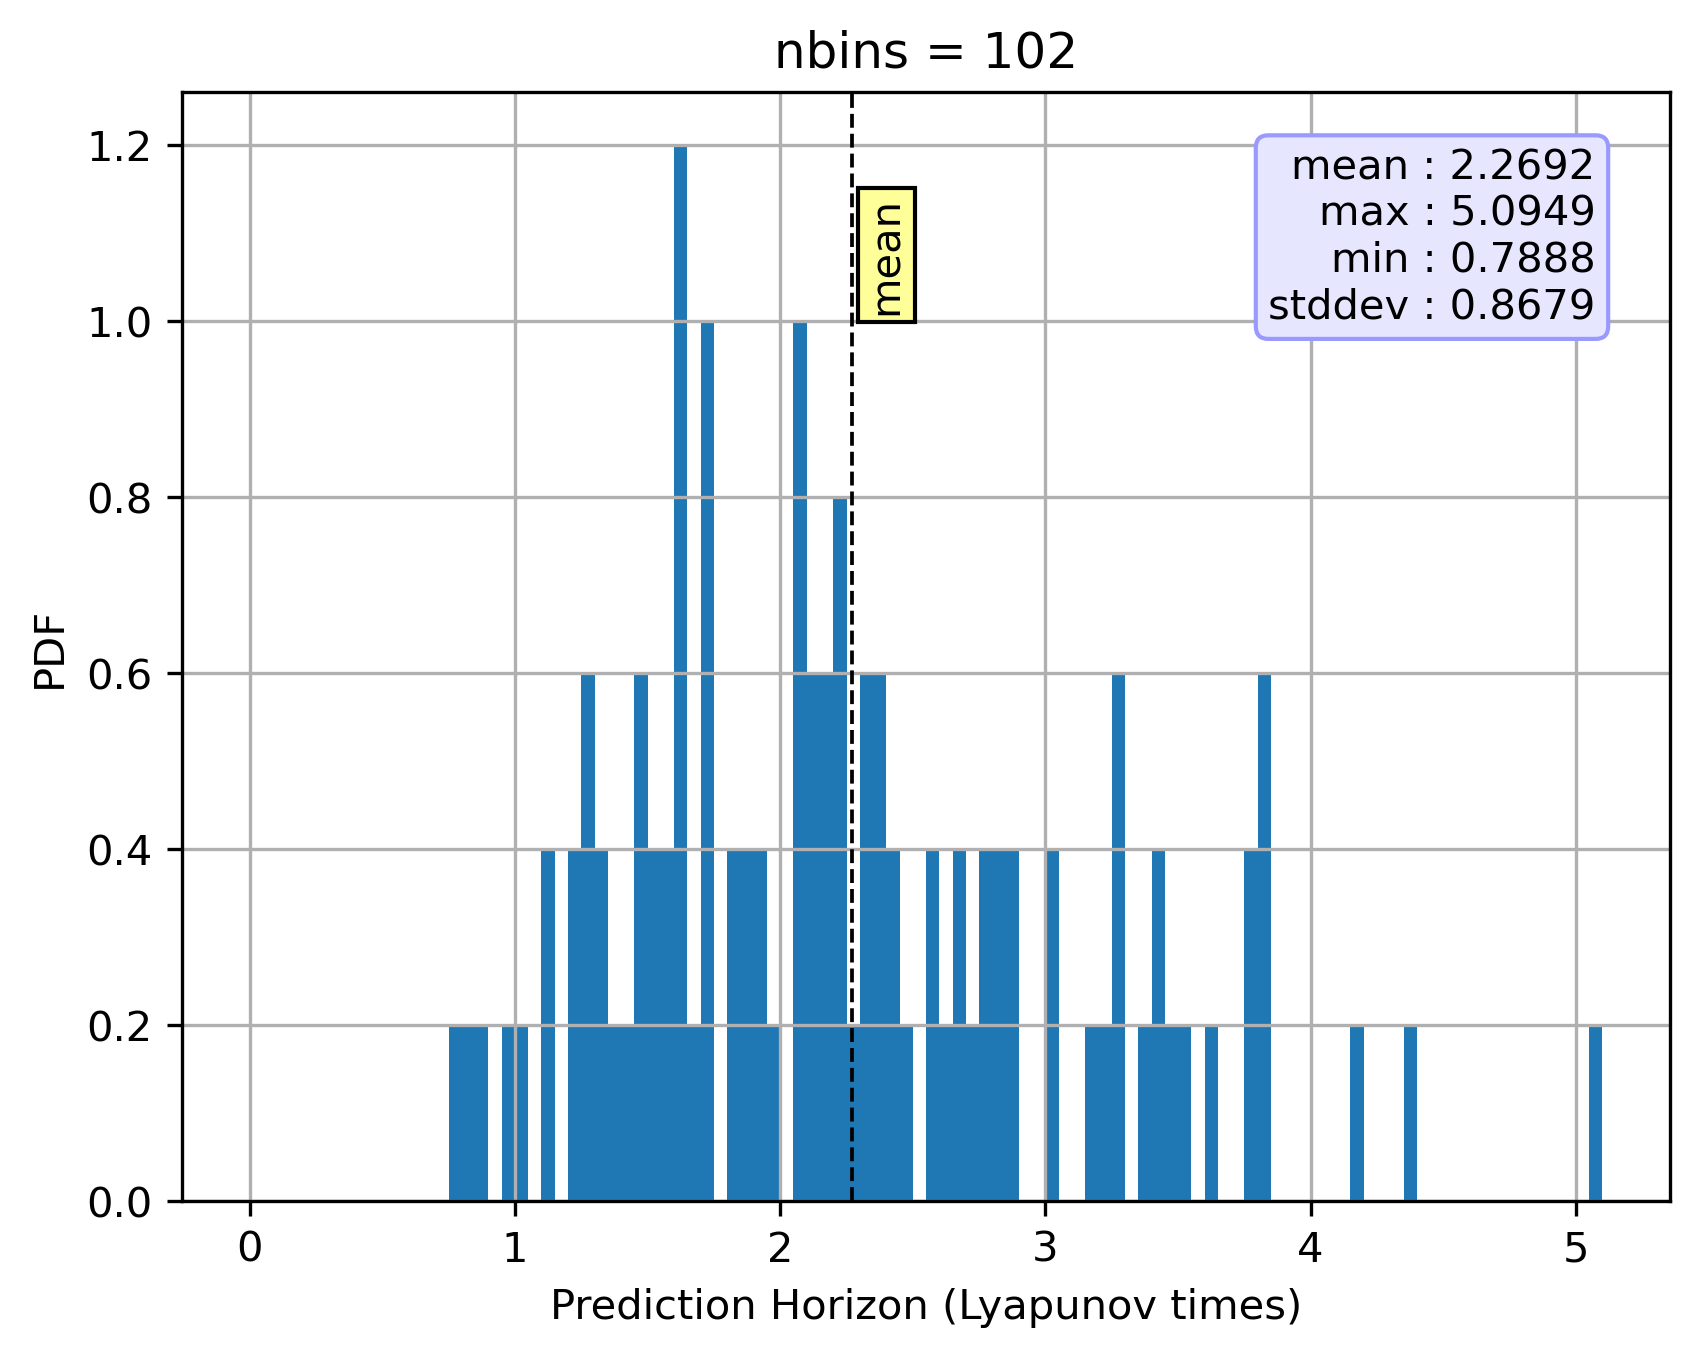 nbins = 102
1.2
1.0
0.8
0.6
0.4
0.2
0.0
PDF
mean
mean : 2.2692
max : 5.0949
min : 0.7888
stddev : 0.8679
0 1 2 3 4 5
Prediction Horizon (Lyapunov times)